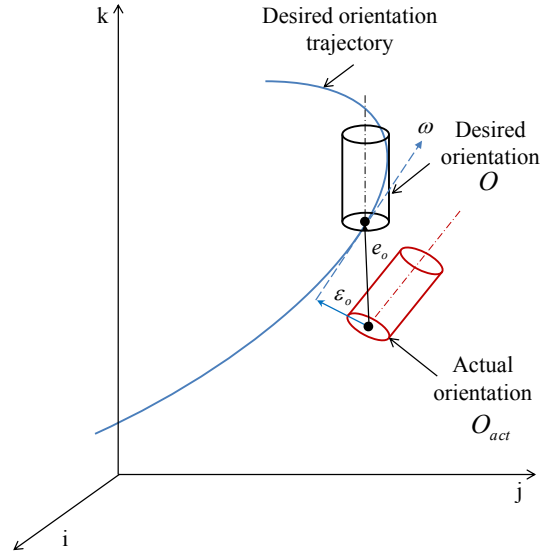 k
Desired orientation
trajectory
ω
Desired
orientation
O
e_o
ε_o
Actual
orientation
O_act
j
i